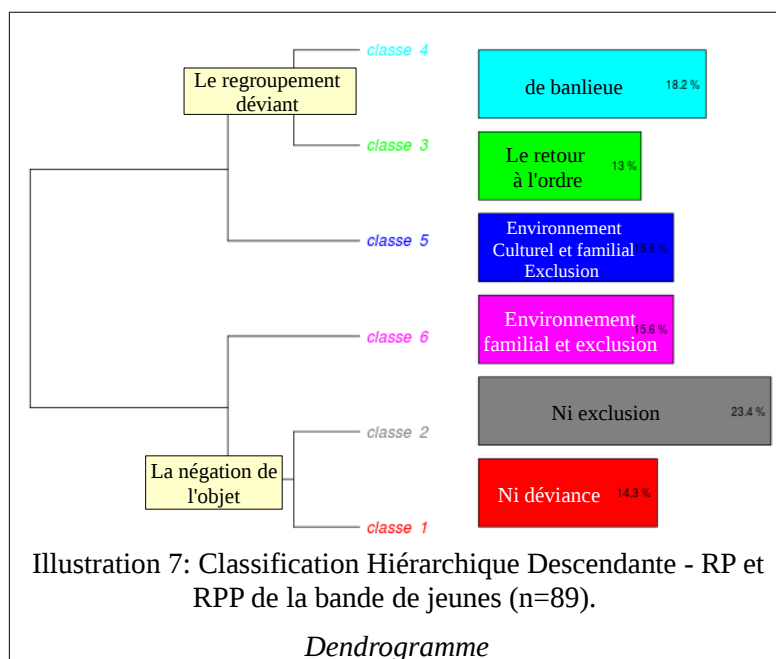 classe 4
Le regroupement
déviant
de banlieue
18.2 %
classe 3
Le retour
à l'ordre
13 %
classe 5
Environnement
Culturel et familial
Exclusion
15.6 %
classe 6
Environnement
familial et exclusion
15.6 %
classe 2
Ni exclusion
23.4 %
La négation de
l'objet
Ni déviance
14.3 %
classe 1
Illustration 7: Classification Hiérarchique Descendante - RP et
RPP de la bande de jeunes (n=89).
Dendrogramme